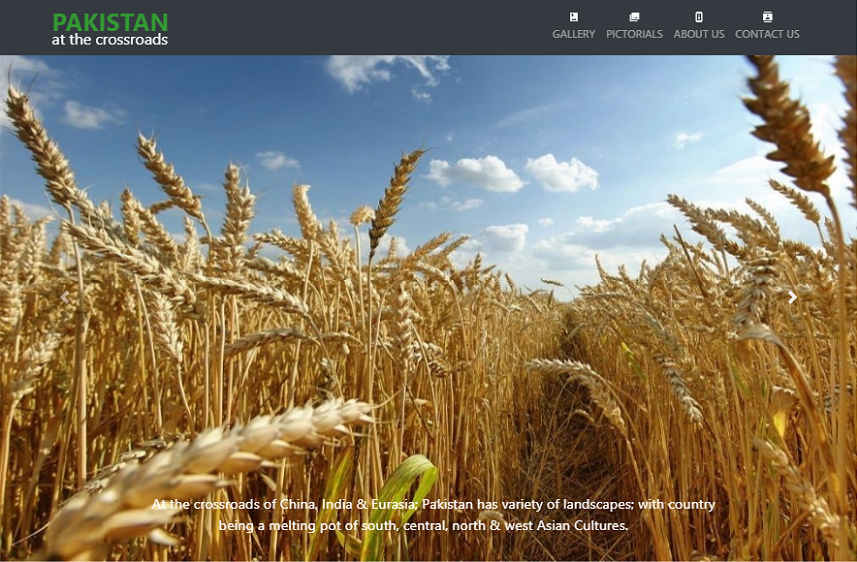 PAKISTAN
at the crossroads
GALLERY PICTORIALS ABOUT US CONTACT US
At the crossroads of China, India & Eurasia; Pakistan has variety of landscapes; with country
being a melting pot of south, central, north & west Asian Cultures.